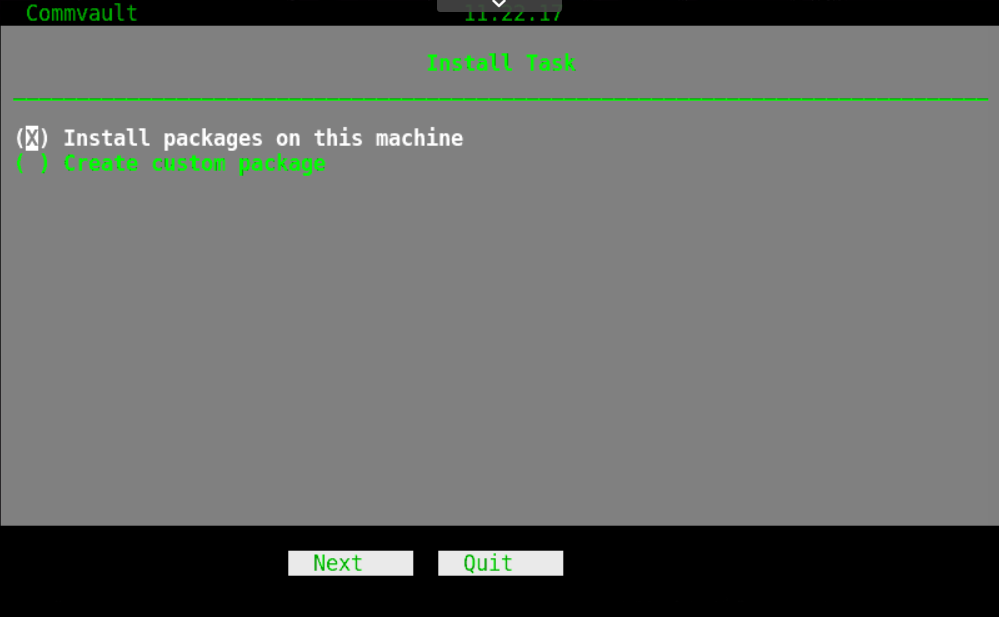 Commvault 11.22.17
Install Task
(X) Install packages on this machine
( ) Create custom package
Next Quit